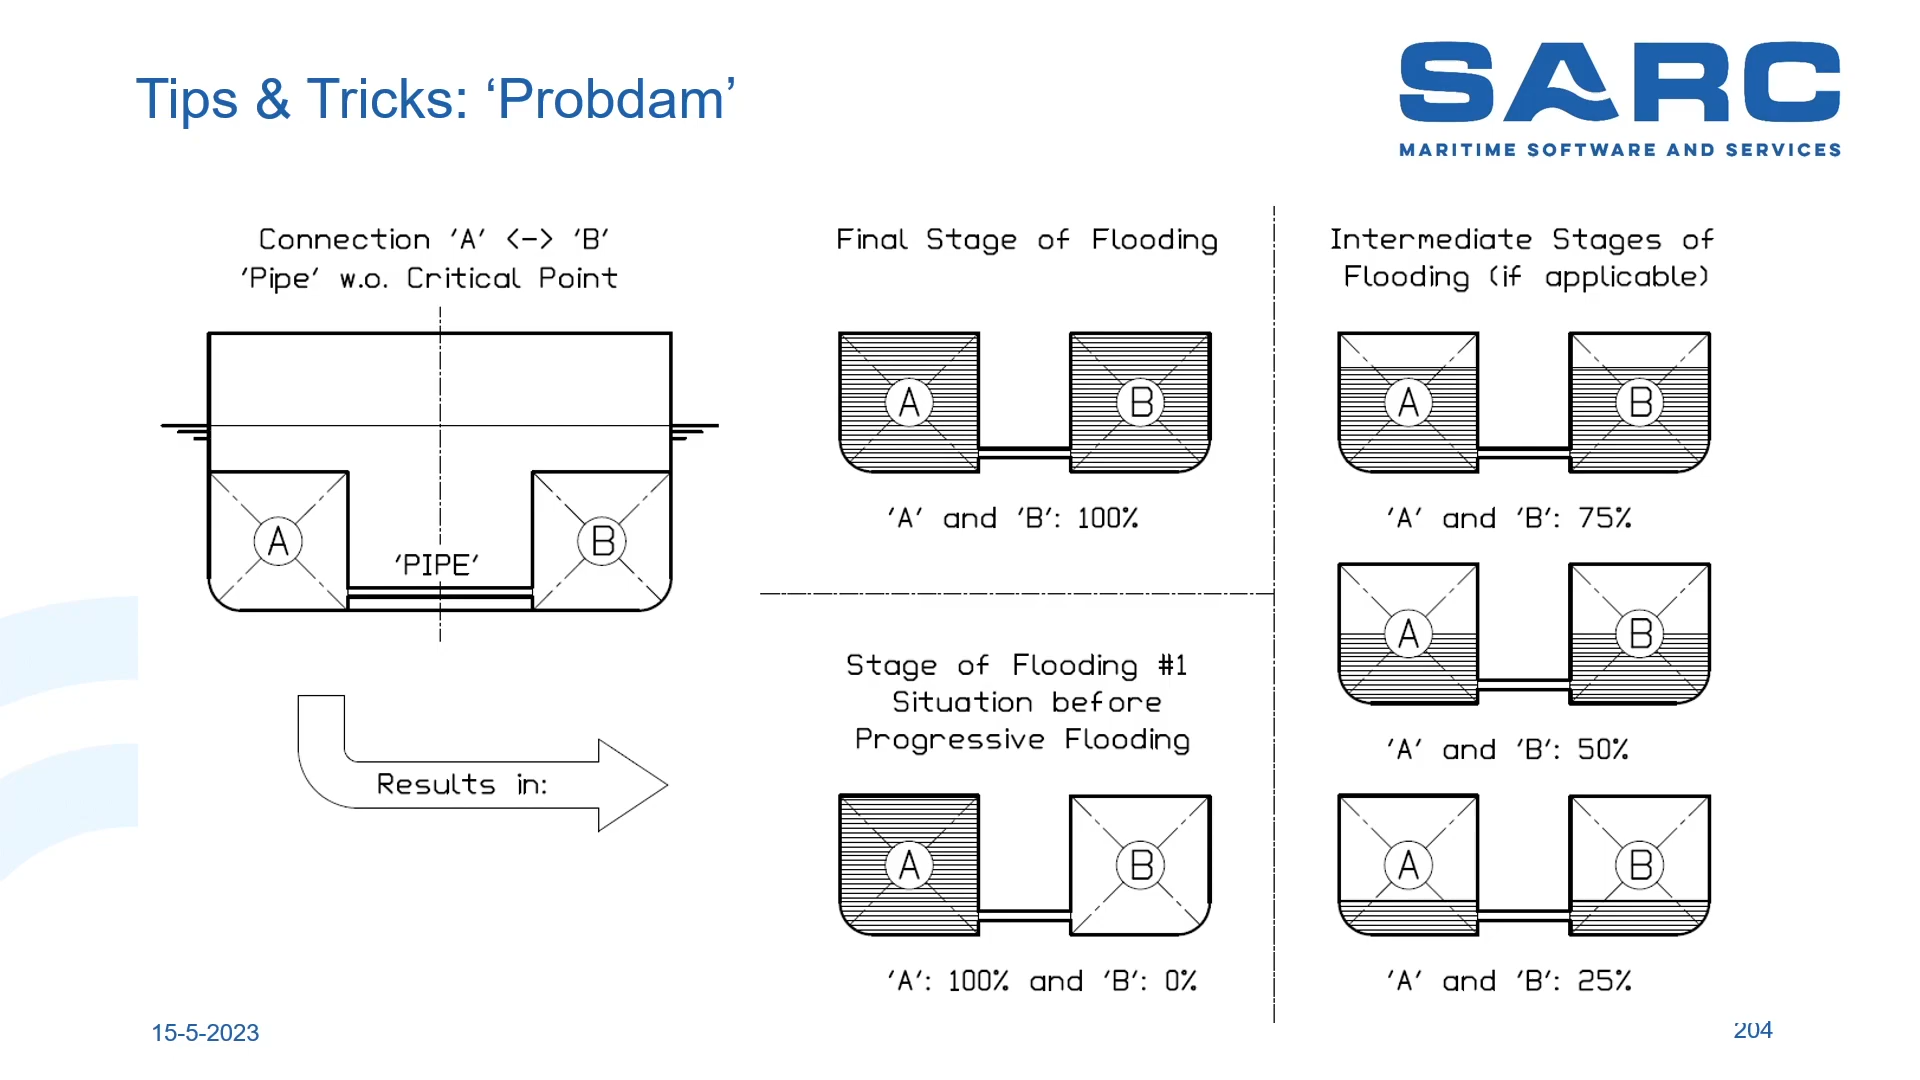 Tips & Tricks: ‘Probdam’
SARC
MARITIME SOFTWARE AND SERVICES
Connection 'A' <-> 'B'
'Pipe' w.o. Critical Point
A
B
'PIPE'
Results in:
Final Stage of Flooding
A
B
'A' and 'B': 100%
Stage of Flooding #1
Situation before
Progressive Flooding
A
B
'A': 100% and 'B': 0%
Intermediate Stages of
Flooding (if applicable)
A
B
'A' and 'B': 75%
A
B
'A' and 'B': 50%
A
B
'A' and 'B': 25%
15-5-2023
204